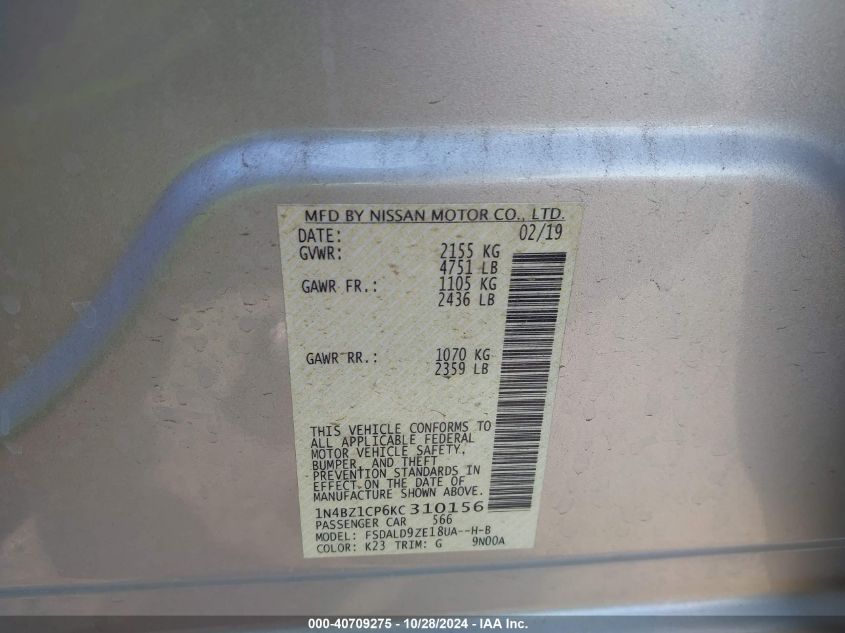 MFD BY NISSAN MOTOR CO., LTD.
DATE: 02/19
GVWR: 2155 KG
4751 LB
GAWR FR.: 1105 KG
2436 LB
GAWR RR.: 1070 KG
2359 LB
THIS VEHICLE CONFORMS TO
ALL APPLICABLE FEDERAL
MOTOR VEHICLE SAFETY,
BUMPER, AND THEFT
PREVENTION STANDARDS IN
EFFECT ON THE DATE OF
MANUFACTURE SHOWN ABOVE.
1N4BZ1CP6KC310156
PASSENGER CAR 566
MODEL: FSDALD9ZE18UA--H-B
COLOR: K23 TRIM: G 9N00A
000-40709275 - 10/28/2024 - IAA Inc.